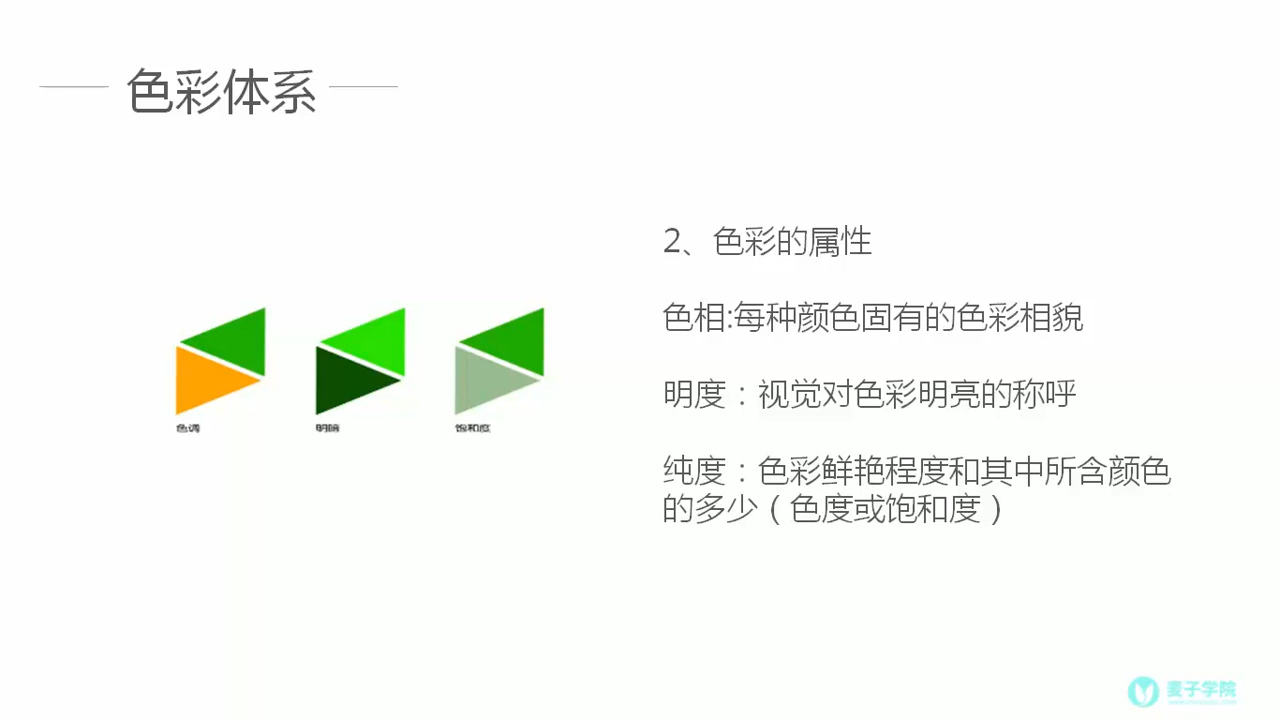 色彩体系
2、色彩的属性
色相:每种颜色固有的色彩相貌
明度：视觉对色彩明亮的称呼
纯度：色彩鲜艳程度和其中所含颜色
的多少（色度或饱和度）
色调
明暗
饱和度
麦子学院